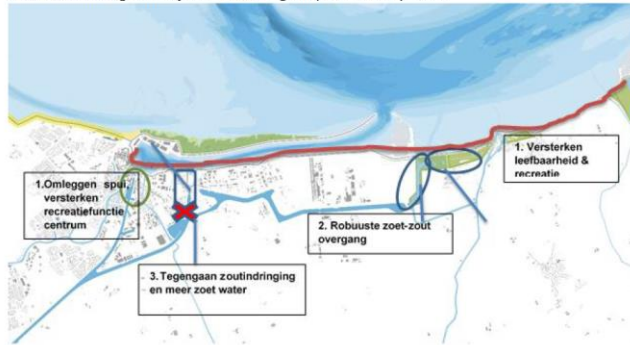 1. Versterken
leefbaarheid &
recreatie
1.Omleggen spui,
versterken
recreatiefunctie
centrum
2. Robuuste zoet-zout
overgang
3. Tegengaan zoutindringing
en meer zoet water